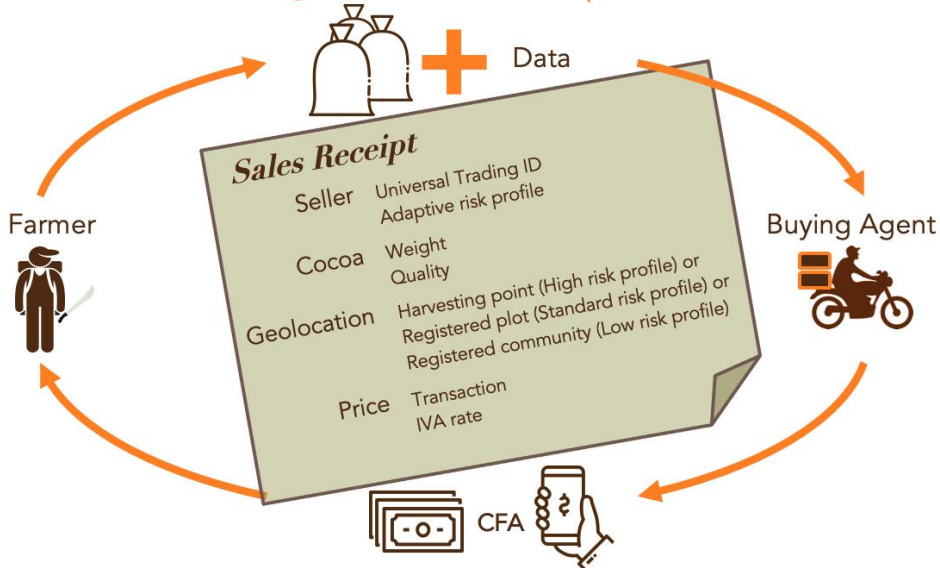 Data
Sales Receipt
Seller Universal Trading ID
Adaptive risk profile
Farmer
Buying Agent
Cocoa Weight
Quality
Geolocation Harvesting point (High risk profile) or
Registered plot (Standard risk profile) or
Registered community (Low risk profile)
Price Transaction
IVA rate
CFA